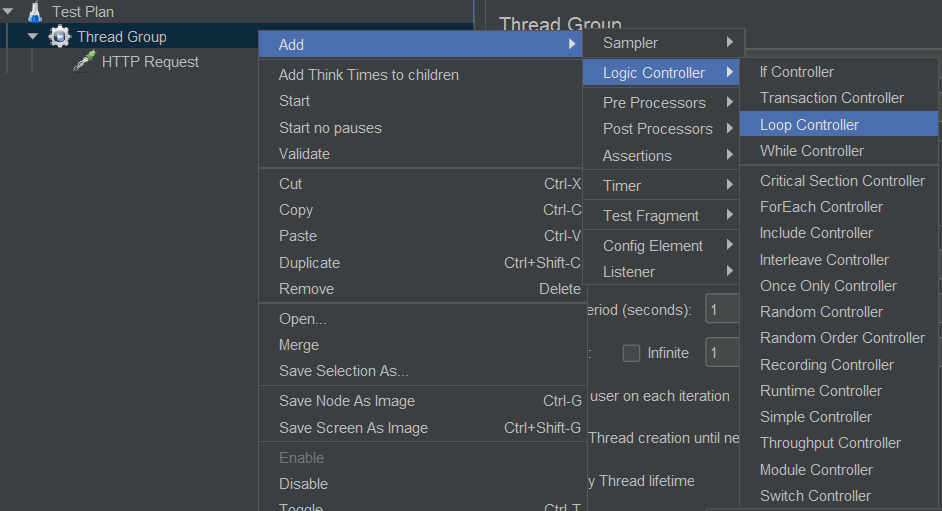 Test Plan
Thread Group
HTTP Request
Thread Group
Add
Add Think Times to children
Start
Start no pauses
Validate
Cut Ctrl-X
Copy Ctrl-C
Paste Ctrl-V
Duplicate Ctrl+Shift-C
Remove Delete
Open...
Merge
Save Selection As...
Save Node As Image Ctrl-G
Save Screen As Image Ctrl+Shift-G
Enable
Disable
Toggle Ctrl-T
Sampler
Logic Controller
Pre Processors
Post Processors
Assertions
Timer
Test Fragment
Config Element
Listener
If Controller
Transaction Controller
Loop Controller
While Controller
Critical Section Controller
ForEach Controller
Include Controller
Interleave Controller
Once Only Controller
Random Controller
Random Order Controller
Recording Controller
Runtime Controller
Simple Controller
Throughput Controller
Module Controller
Switch Controller
eriod (seconds): 1
: Infinite 1
user on each iteration
Thread creation until ne
y Thread lifetime